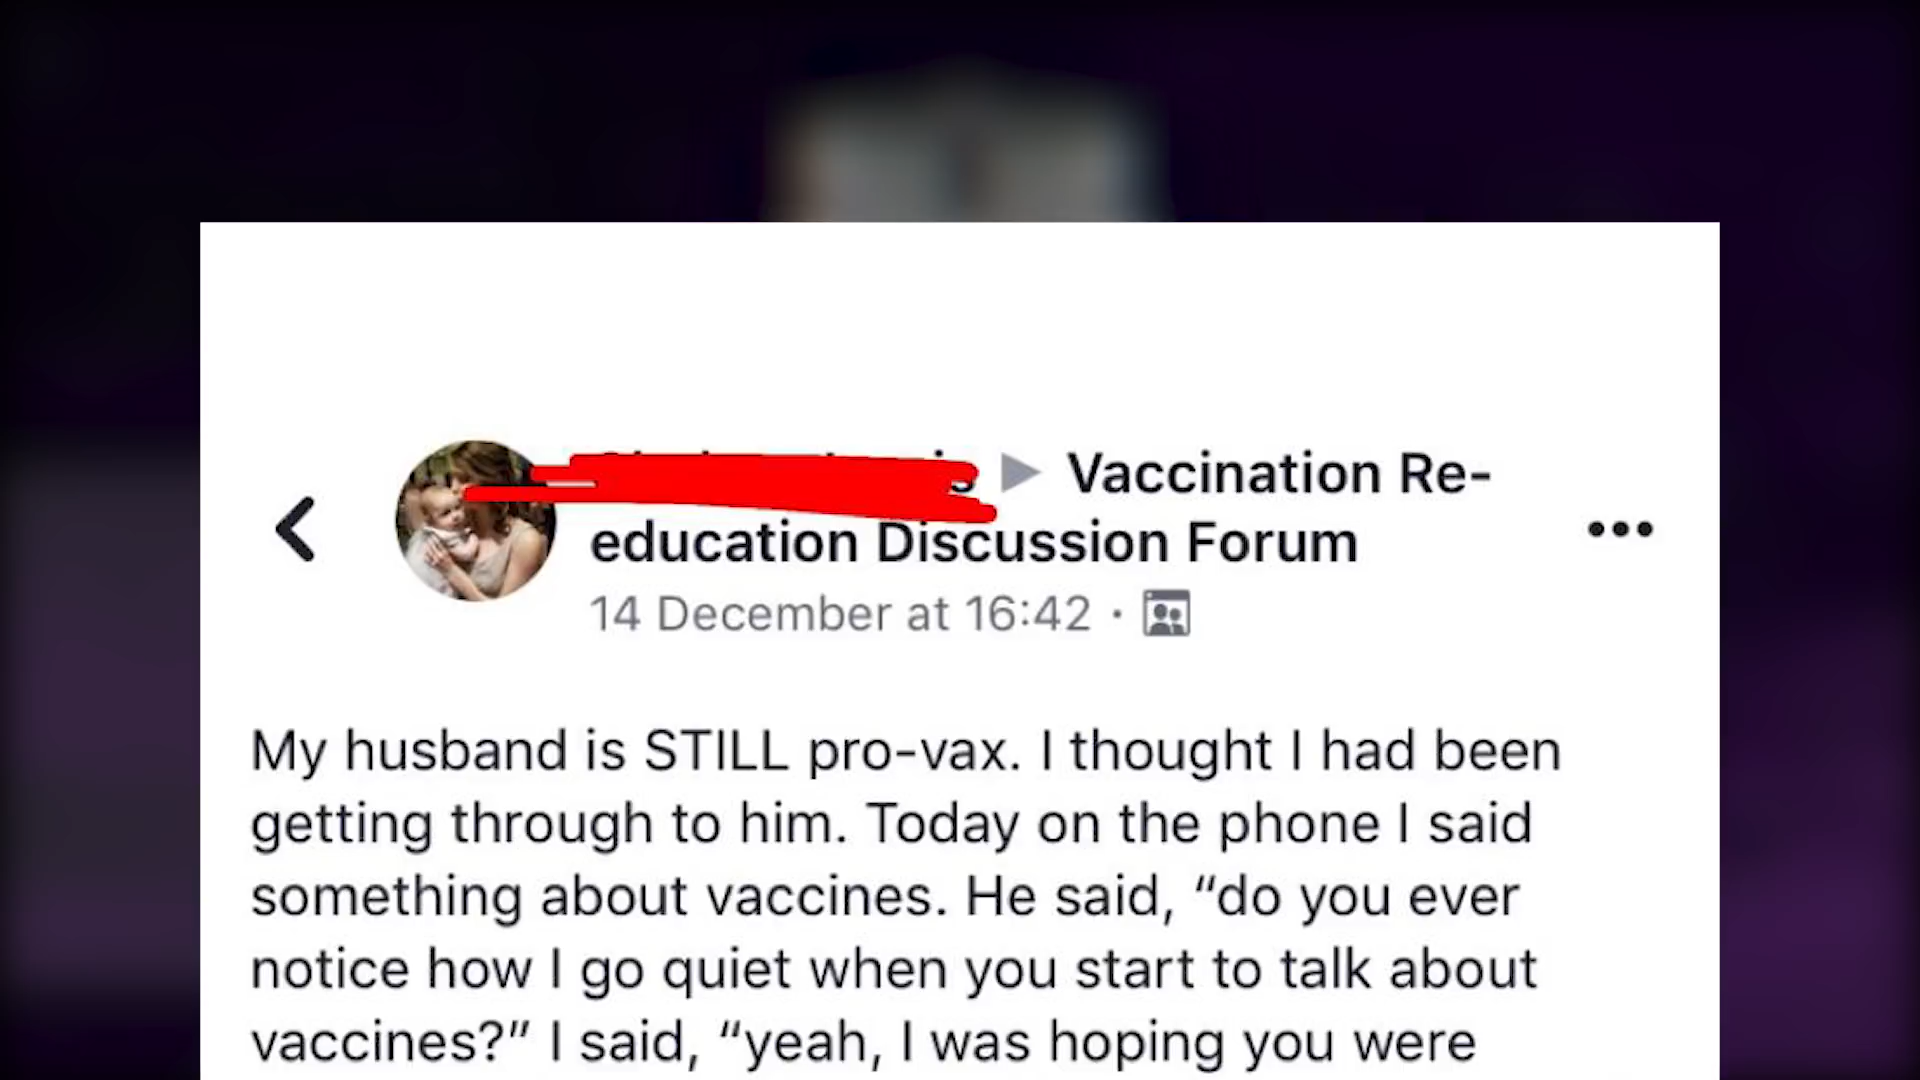 Vaccination Re-
education Discussion Forum
14 December at 16:42 ·
My husband is STILL pro-vax. I thought I had been
getting through to him. Today on the phone I said
something about vaccines. He said, “do you ever
notice how I go quiet when you start to talk about
vaccines?” I said, “yeah, I was hoping you were